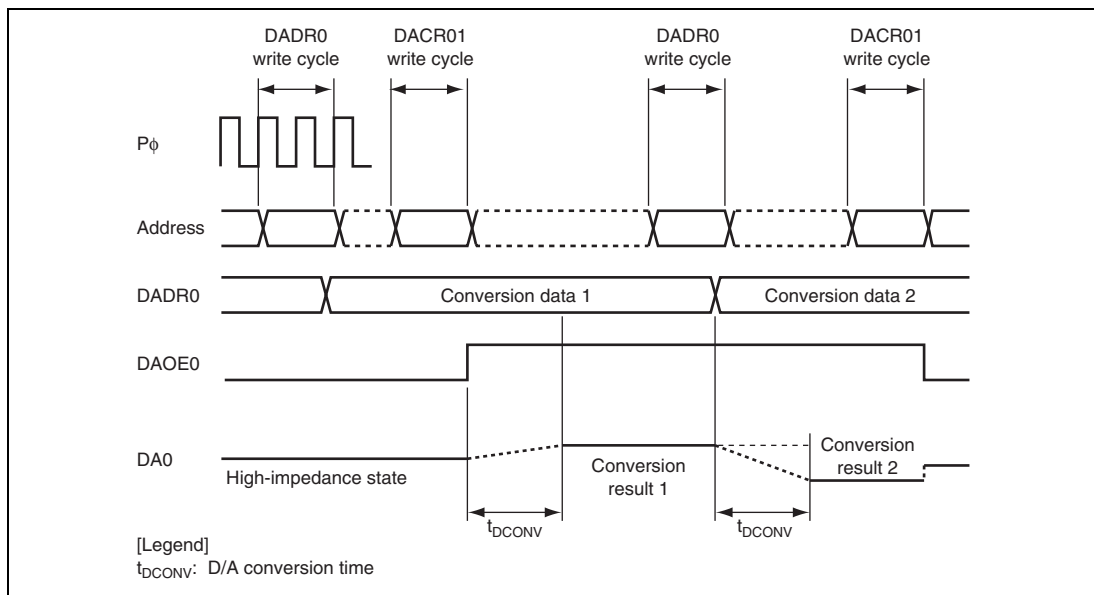 DADR0
write cycle
DACR01
write cycle
DADR0
write cycle
DACR01
write cycle
Pϕ
Address
DADR0
Conversion data 1
Conversion data 2
DAOE0
DA0
High-impedance state
Conversion
result 1
Conversion
result 2
tDCONV
tDCONV
[Legend]
tDCONV: D/A conversion time